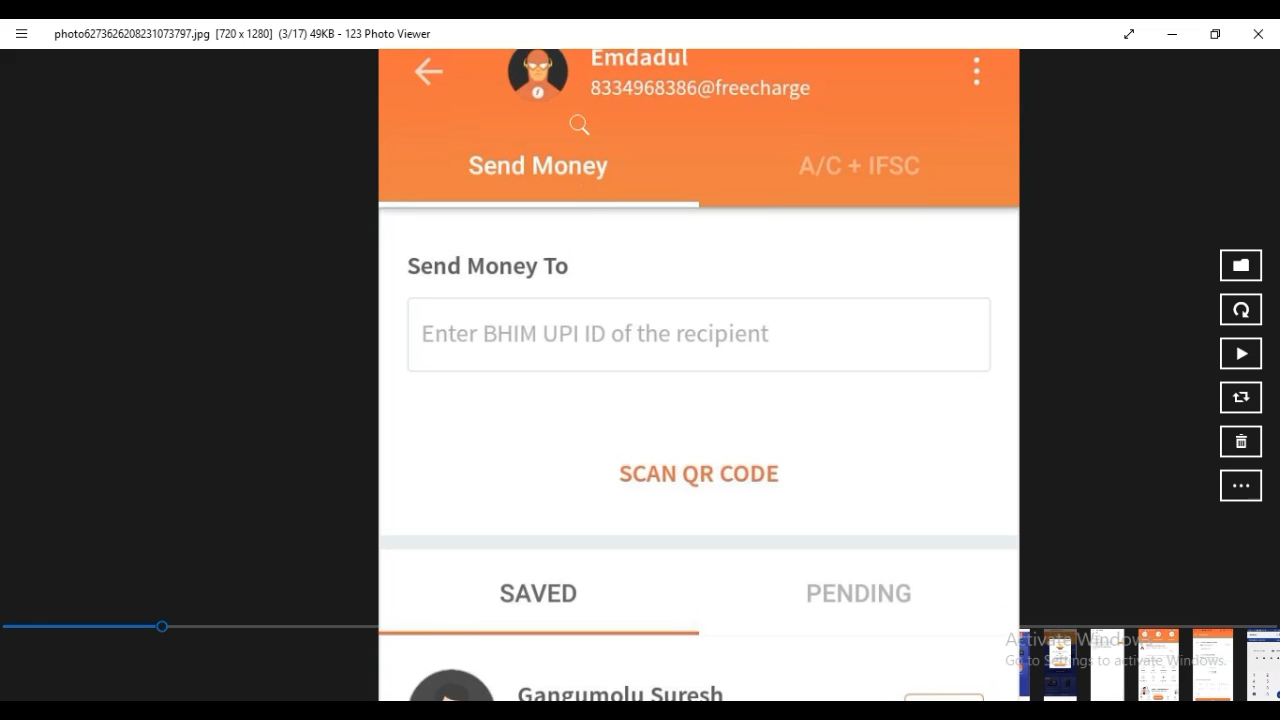 photo6273626208231073797.jpg [720 x 1280] (3/17) 49KB - 123 Photo Viewer
Emdadul
8334968386@freecharge
Send Money
A/C + IFSC
Send Money To
Enter BHIM UPI ID of the recipient
SCAN QR CODE
SAVED
PENDING
Activate Windows
Go to Settings to activate Windows.
Gangumolu Suresh